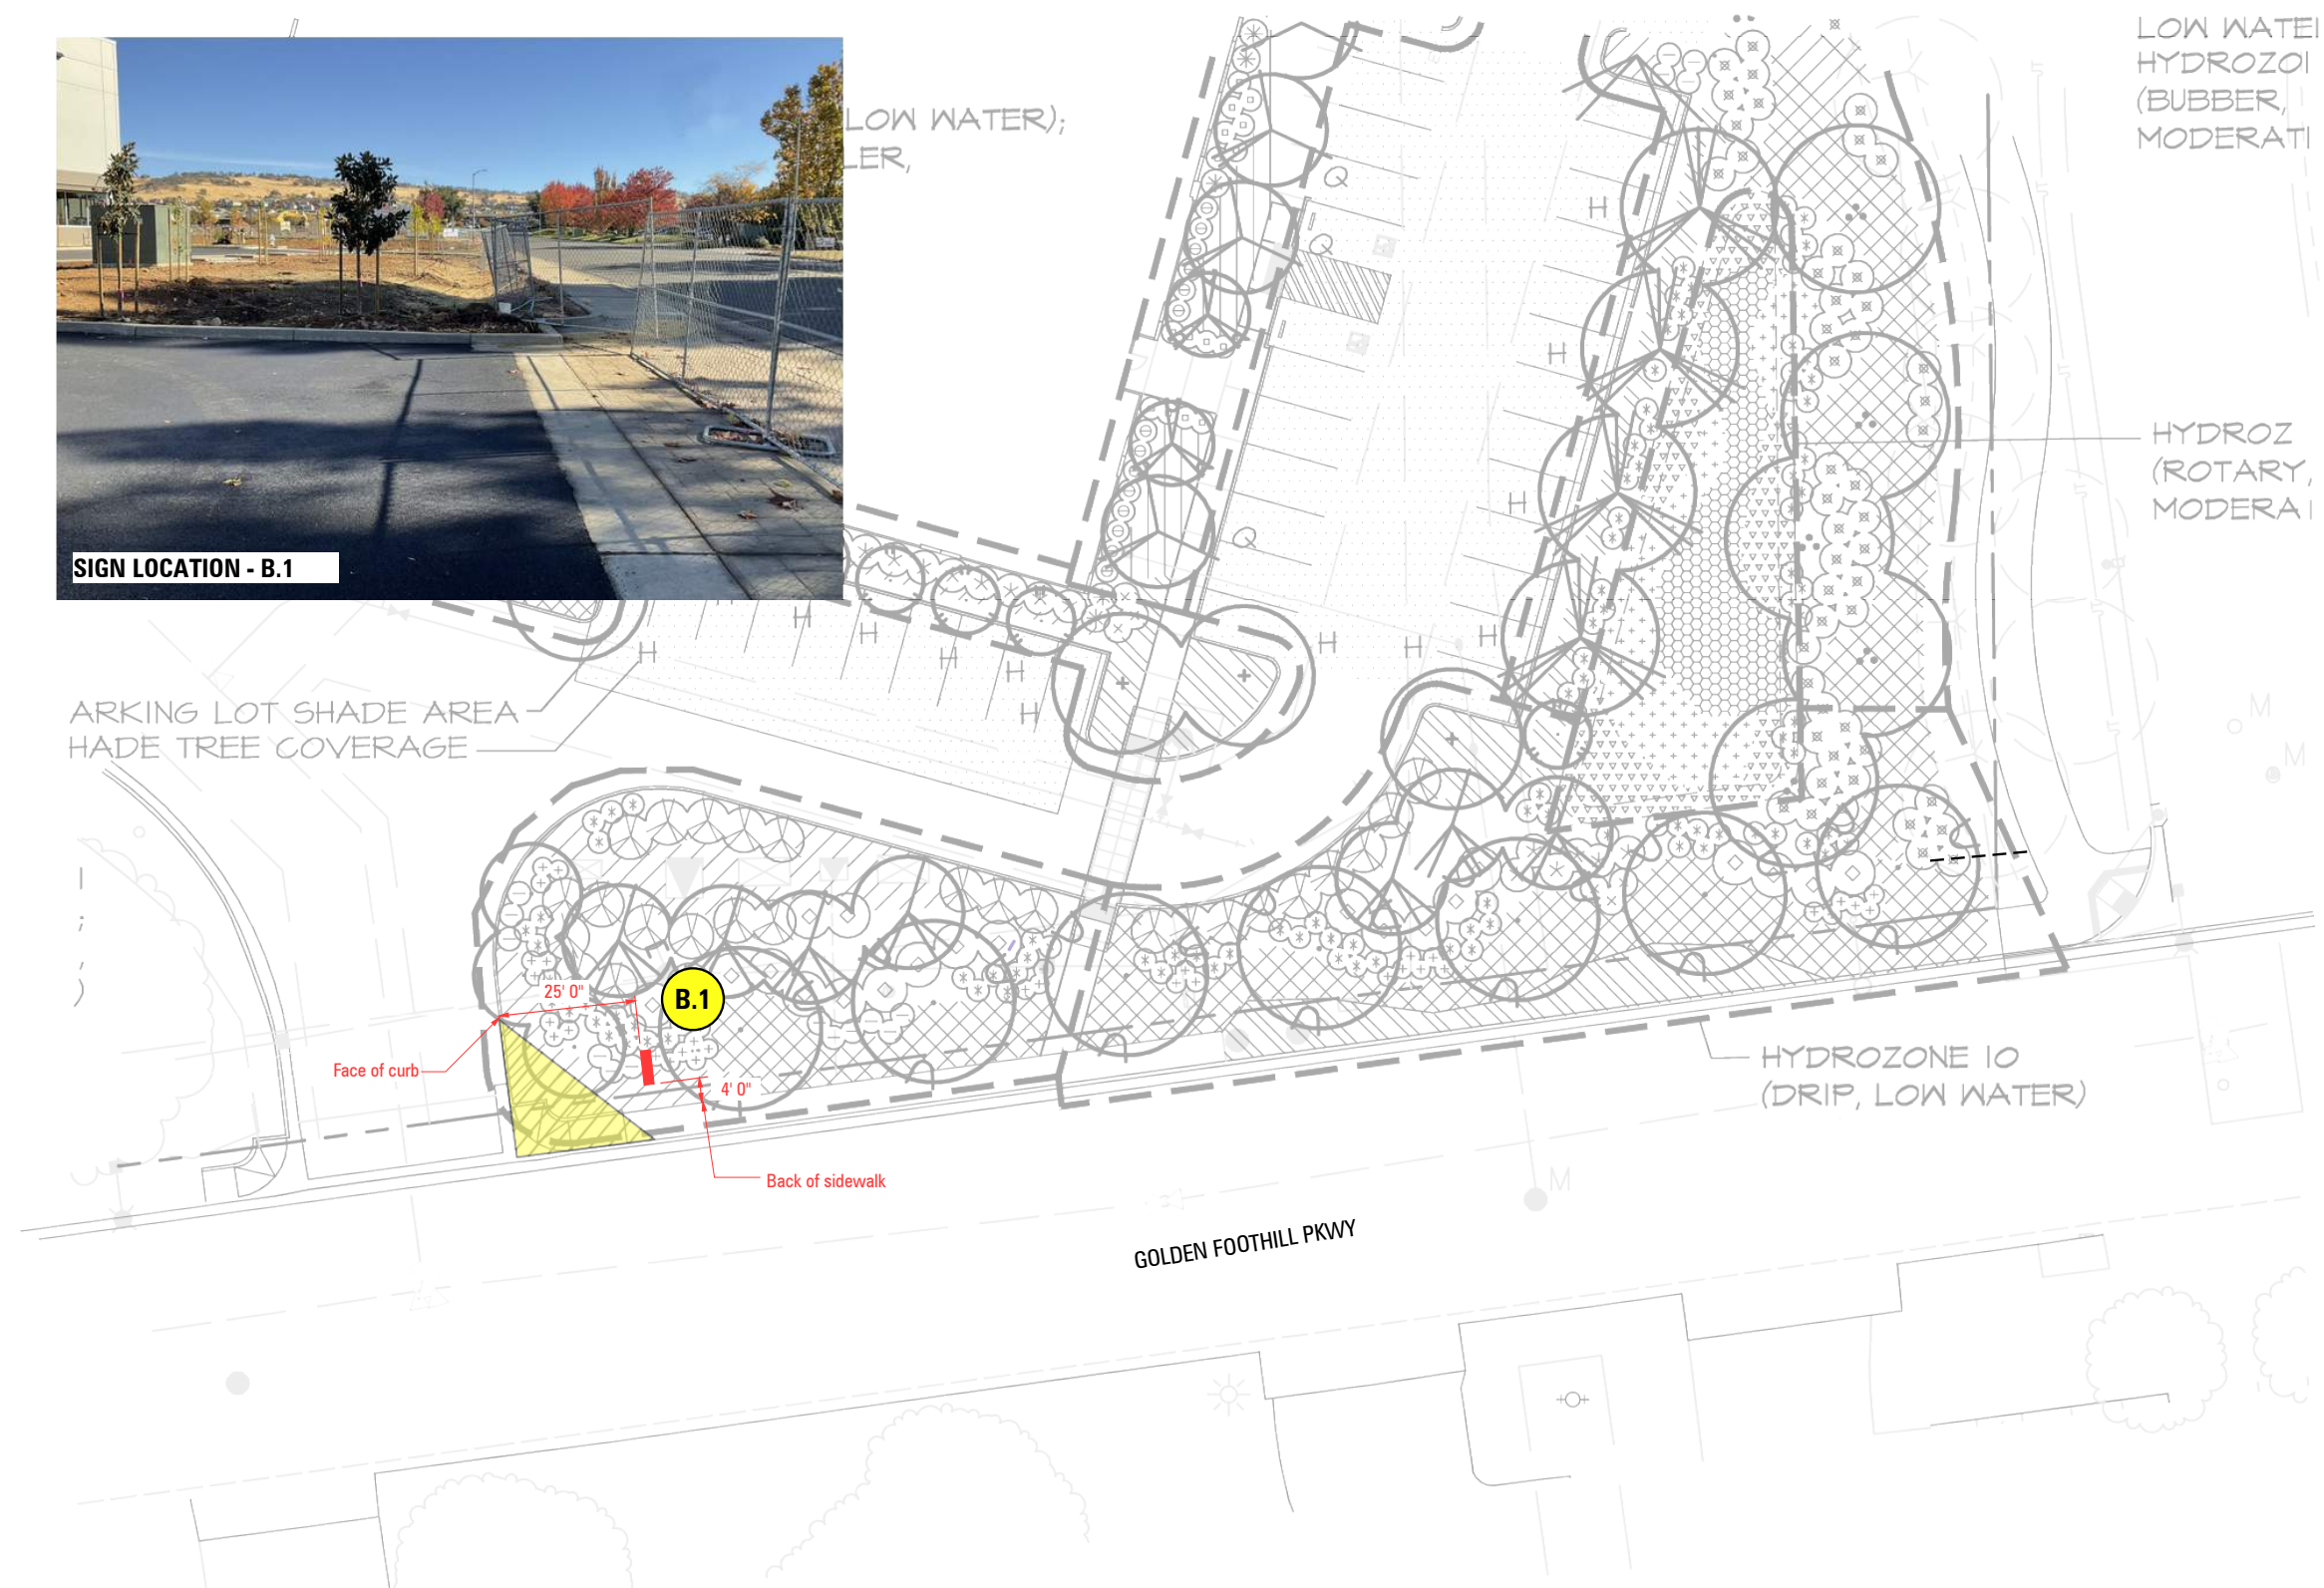 LOW WATE
HYDROZO
(BUBBER,
MODERAT
LOW WATER);
LER,
Q
Q
H
H
HYDROZ
(ROTARY,
MODERA
H
Q
SIGN LOCATION - B.1
H
H
H
H
H
H
H
H
H
ARKING LOT SHADE AREA
HADE TREE COVERAGE
M
M
25' 0"
B.1
Face of curb
4' 0"
HYDROZONE 10
(DRIP, LOW WATER)
Back of sidewalk
M
GOLDEN FOOTHILL PKWY